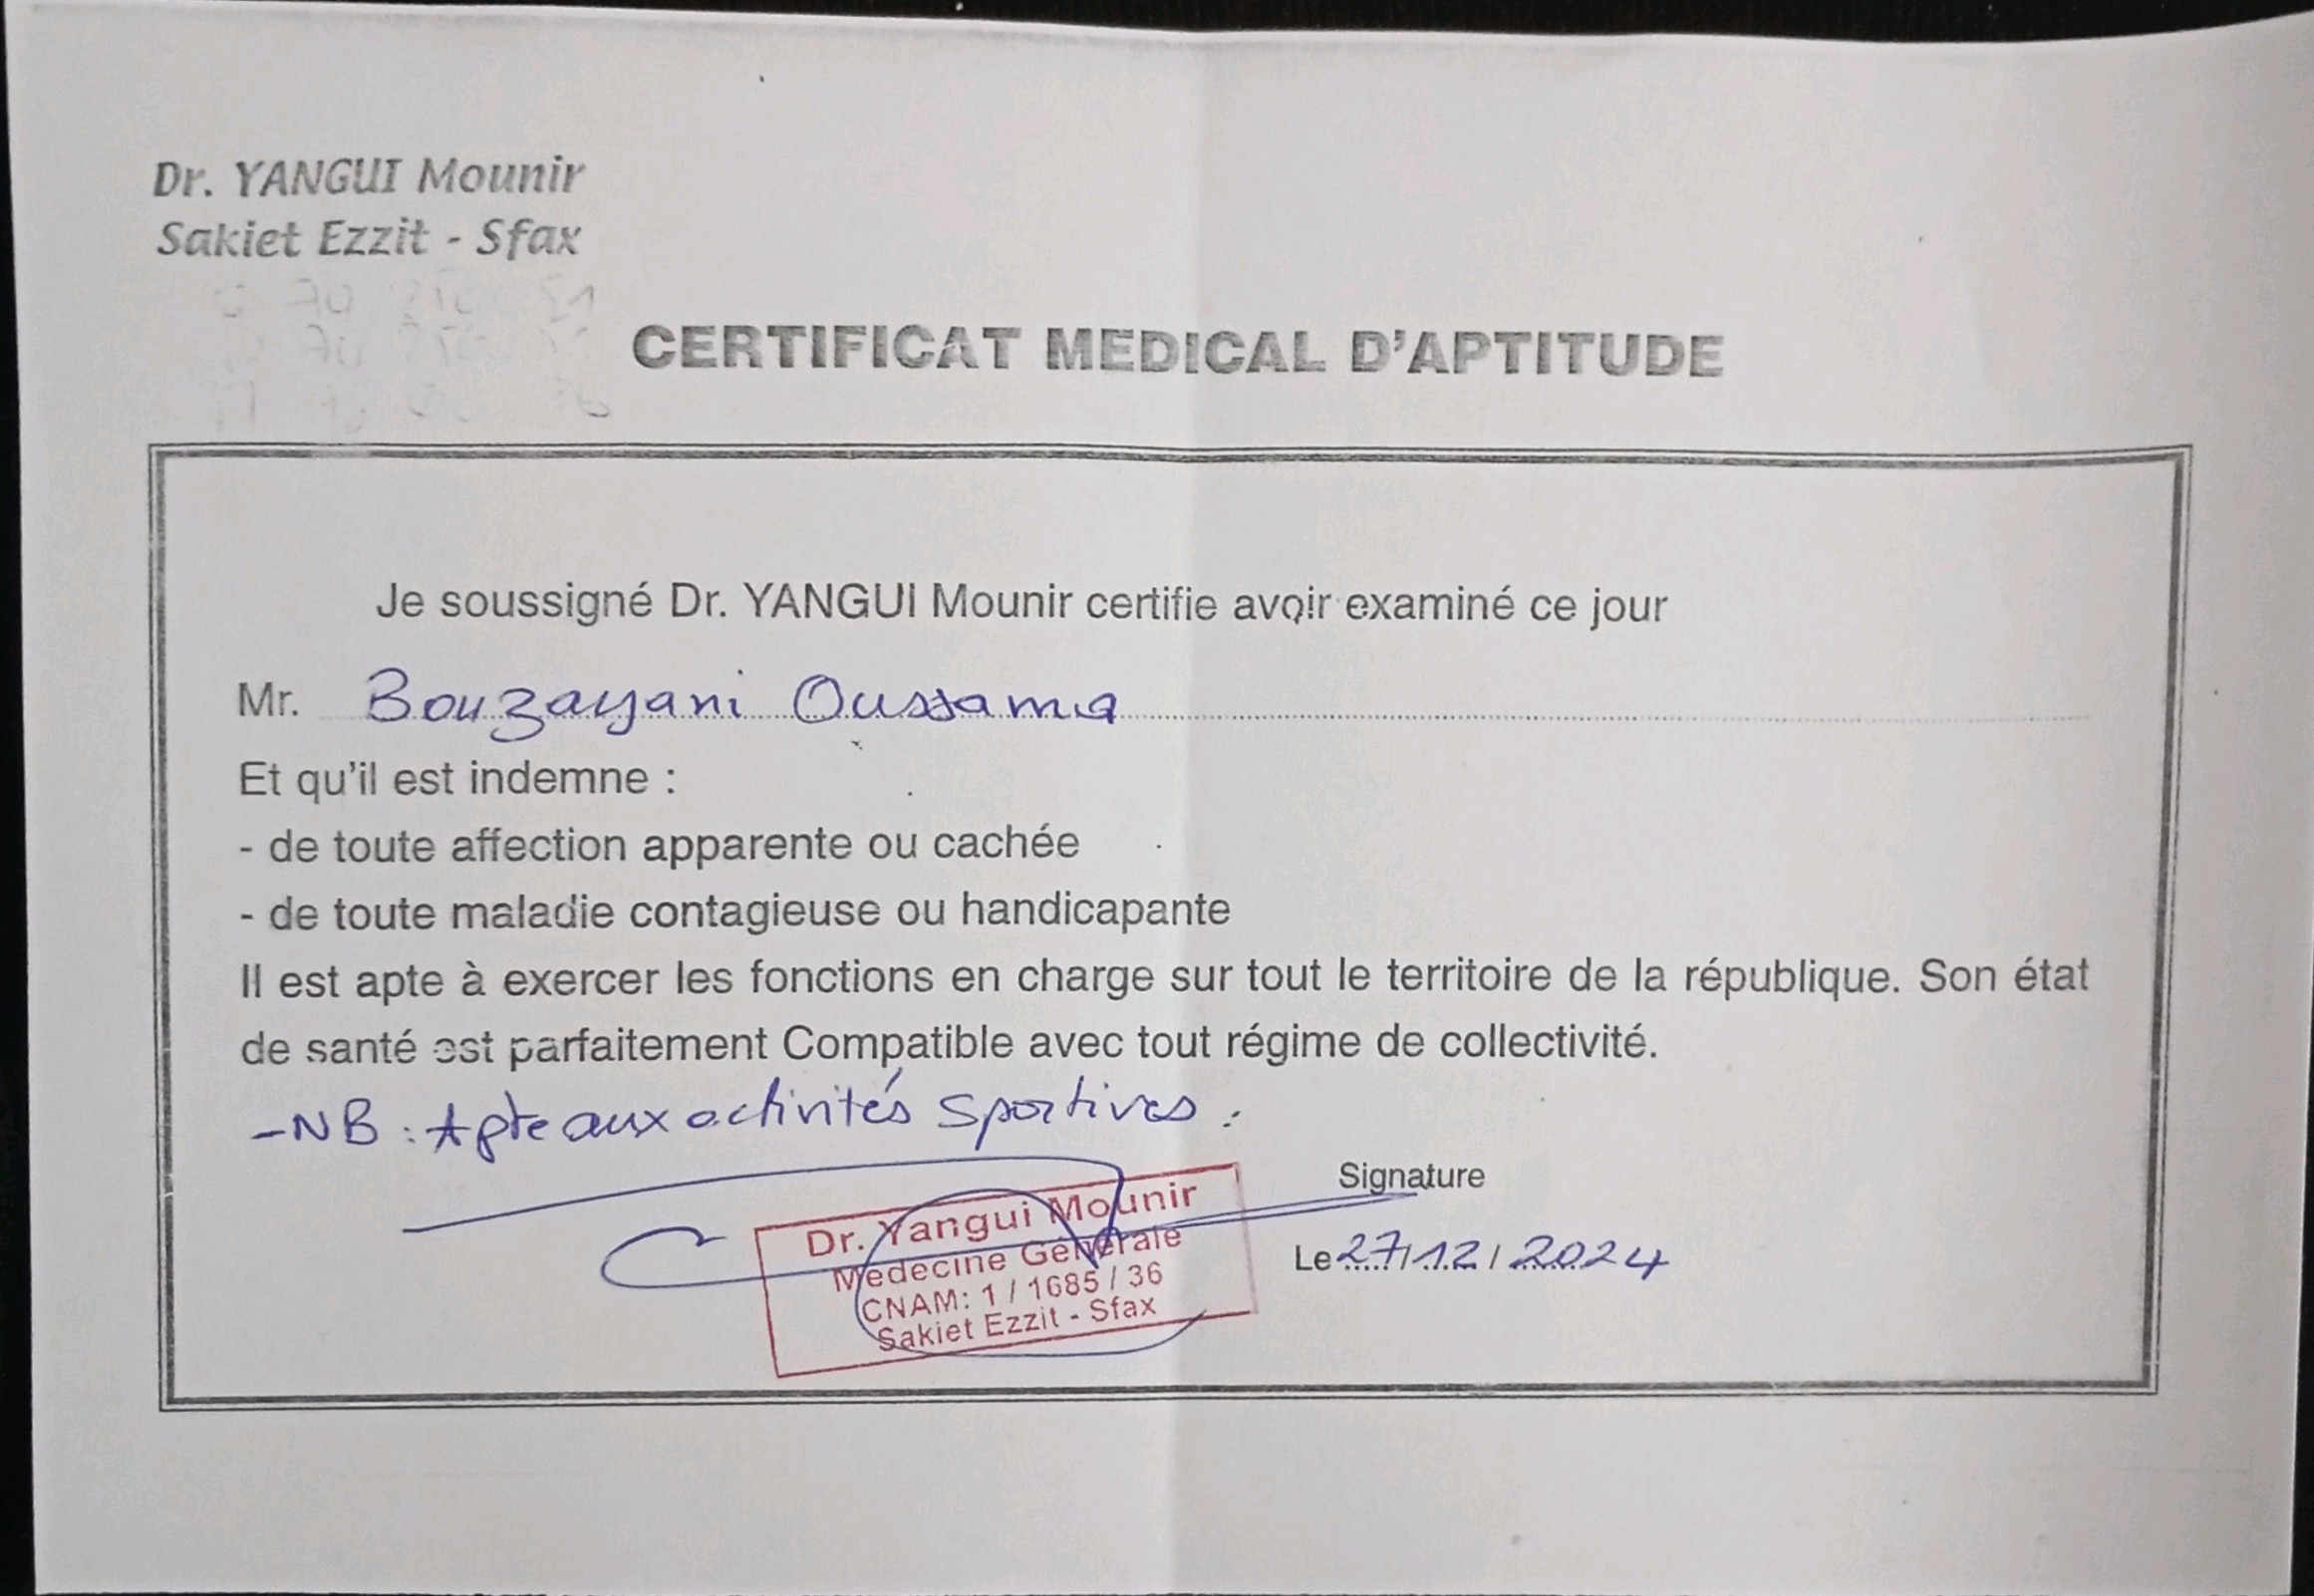 Dr. YANGUI Mounir
Sakiet Ezzit - Sfax
CERTIFICAT MEDICAL D'APTITUDE
Je soussigné Dr. YANGUI Mounir certifie avoir examiné ce jour
Mr. Bouzayani Oussama
Et qu'il est indemne :
- de toute affection apparente ou cachée
- de toute maladie contagieuse ou handicapante
Il est apte à exercer les fonctions en charge sur tout le territoire de la république. Son état
de santé est parfaitement Compatible avec tout régime de collectivité.
- NB : Apte aux activités sportives.
Signature
Dr. Yangui Mounir
Médecine Générale
CNAM: 1 / 1685 / 36
Sakiet Ezzit - Sfax
Le 27/12/2024